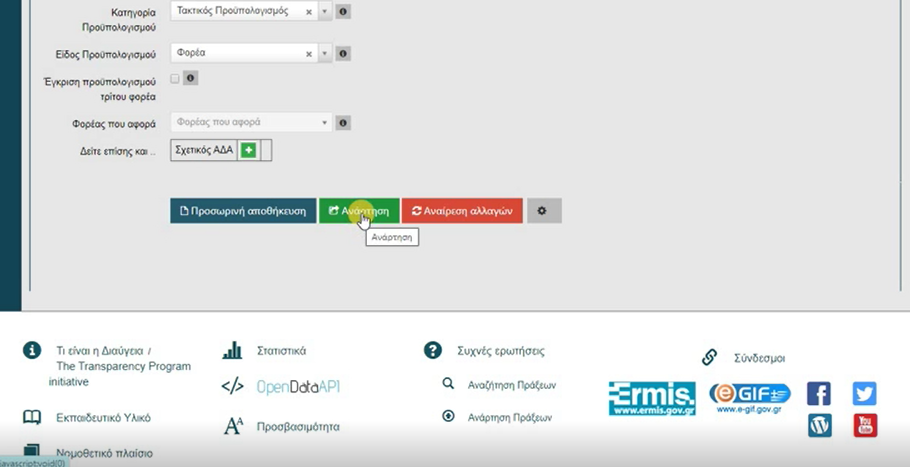 Κατηγορία
Προϋπολογισμού
Τακτικός Προϋπολογισμός
Είδος Προϋπολογισμού
Φορέα
Έγκριση προϋπολογισμού
τρίτου φορέα
Φορέας που αφορά
Φορέας που αφορά
Δείτε επίσης και ..
Σχετικός ΑΔΑ
Προσωρινή αποθήκευση
Ανάρτηση
Αναίρεση αλλαγών
Ανάρτηση
Τι είναι η Διαύγεια /
The Transparency Program
initiative
Εκπαιδευτικό Υλικό
Νομοθετικό πλαίσιο
Στατιστικά
OpenDataAPI
Προσβασιμότητα
Συχνές ερωτήσεις
Αναζήτηση Πράξεων
Ανάρτηση Πράξεων
Σύνδεσμοι
Ermis.
www.ermis.gov.gr
eGIF
www.e-gif.gov.gr
You
Tube
javascript:void(0)